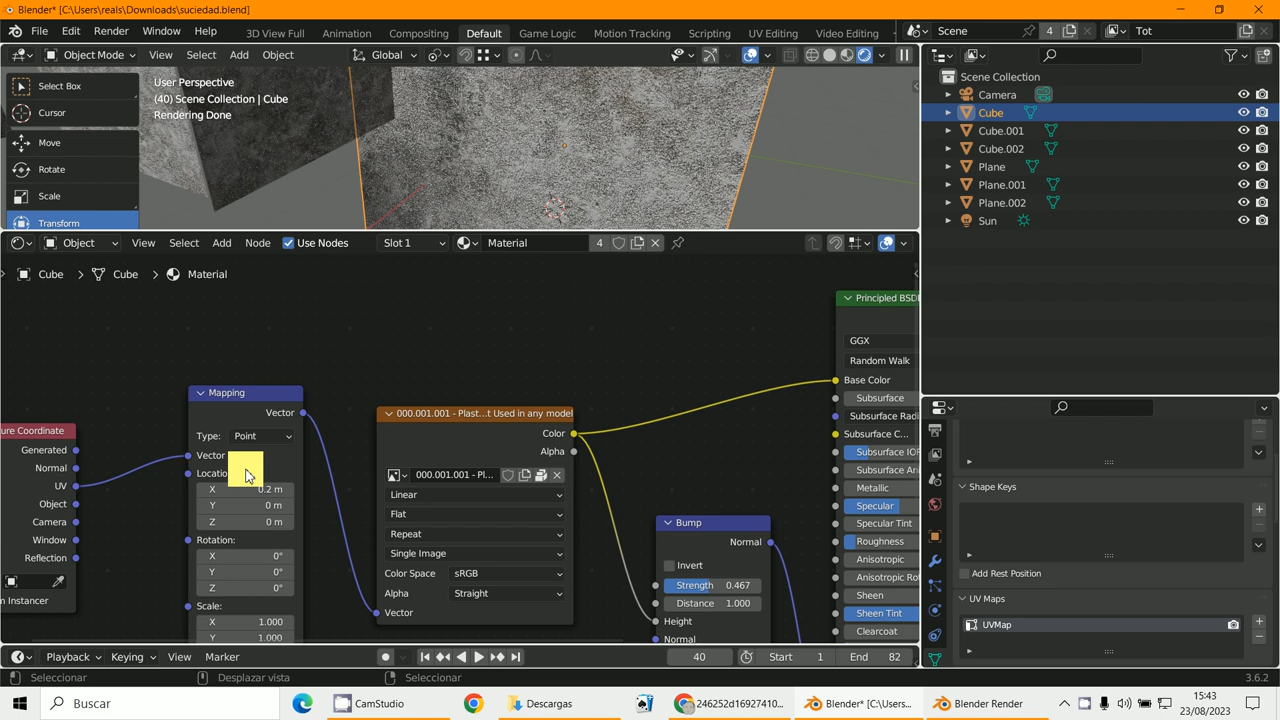 Blender* [C:\Users\reals\Downloads\suciedad.blend]
File Edit Render Window Help
3D View Full Animation Compositing Default Game Logic Motion Tracking Scripting UV Editing Video Editing
Scene 4 Tot
Object Mode View Select Add Object Global
Select Box
Cursor
Move
Rotate
Scale
Transform
User Perspective
(40) Scene Collection | Cube
Rendering Done
Scene Collection
Camera
Cube
Cube.001
Cube.002
Plane
Plane.001
Plane.002
Sun
Object View Select Add Node Use Nodes Slot 1 Material 4
Cube Cube Material
ure Coordinate
Generated
Normal
UV
Object
Camera
Window
Reflection
m Instancer
Mapping
Vector
Type: Point
Vector
Locatio
X 0.2 m
Y 0 m
Z 0 m
Rotation:
X 0°
Y 0°
Z 0°
Scale:
X 1.000
Y 1.000
000.001.001 - Plast...t Used in any model
Color
Alpha
000.001.001 - Pl...
Linear
Flat
Repeat
Single Image
Color Space sRGB
Alpha Straight
Vector
Bump
Normal
Invert
Strength 0.467
Distance 1.000
Height
Normal
Principled BSD
GGX
Random Walk
Base Color
Subsurface
Subsurface Radi
Subsurface C...
Subsurface IO
Subsurface An
Metallic
Specular
Specular Tint
Roughness
Anisotropic
Anisotropic Rot
Sheen
Sheen Tint
Clearcoat
Shape Keys
Add Rest Position
UV Maps
UVMap
Playback Keying View Marker 40 Start 1 End 82
Seleccionar Desplazar vista Seleccionar 3.6.2
Buscar CamStudio Descargas 246252d16927410... Blender* [C:\Users... Blender Render
15:43
23/08/2023